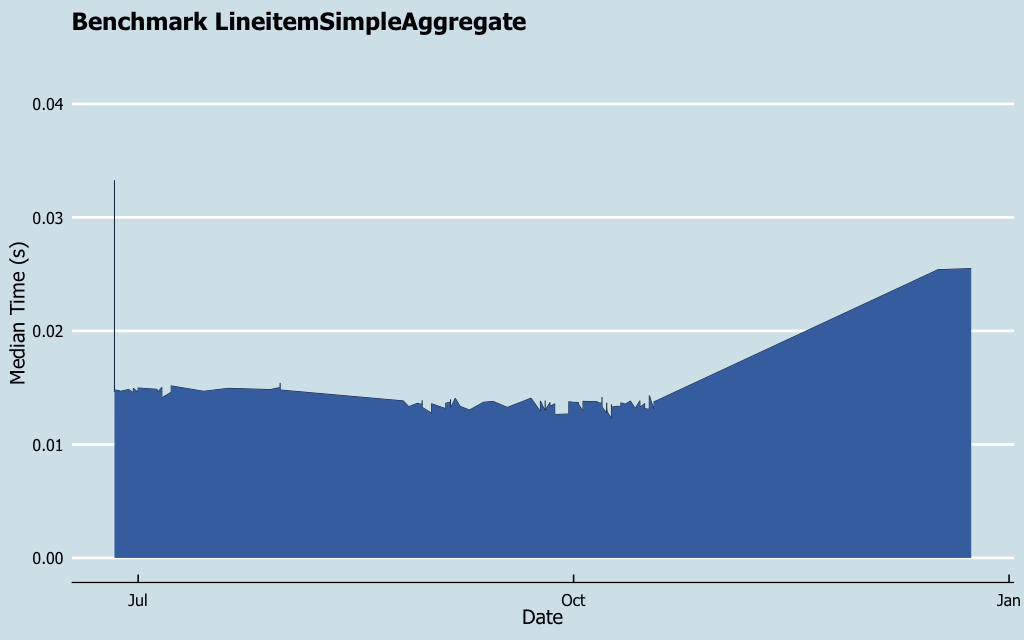 Benchmark LineitemSimpleAggregate
0.04
0.03
0.02
0.01
0.00
Median Time (s)
Jul
Oct
Jan
Date